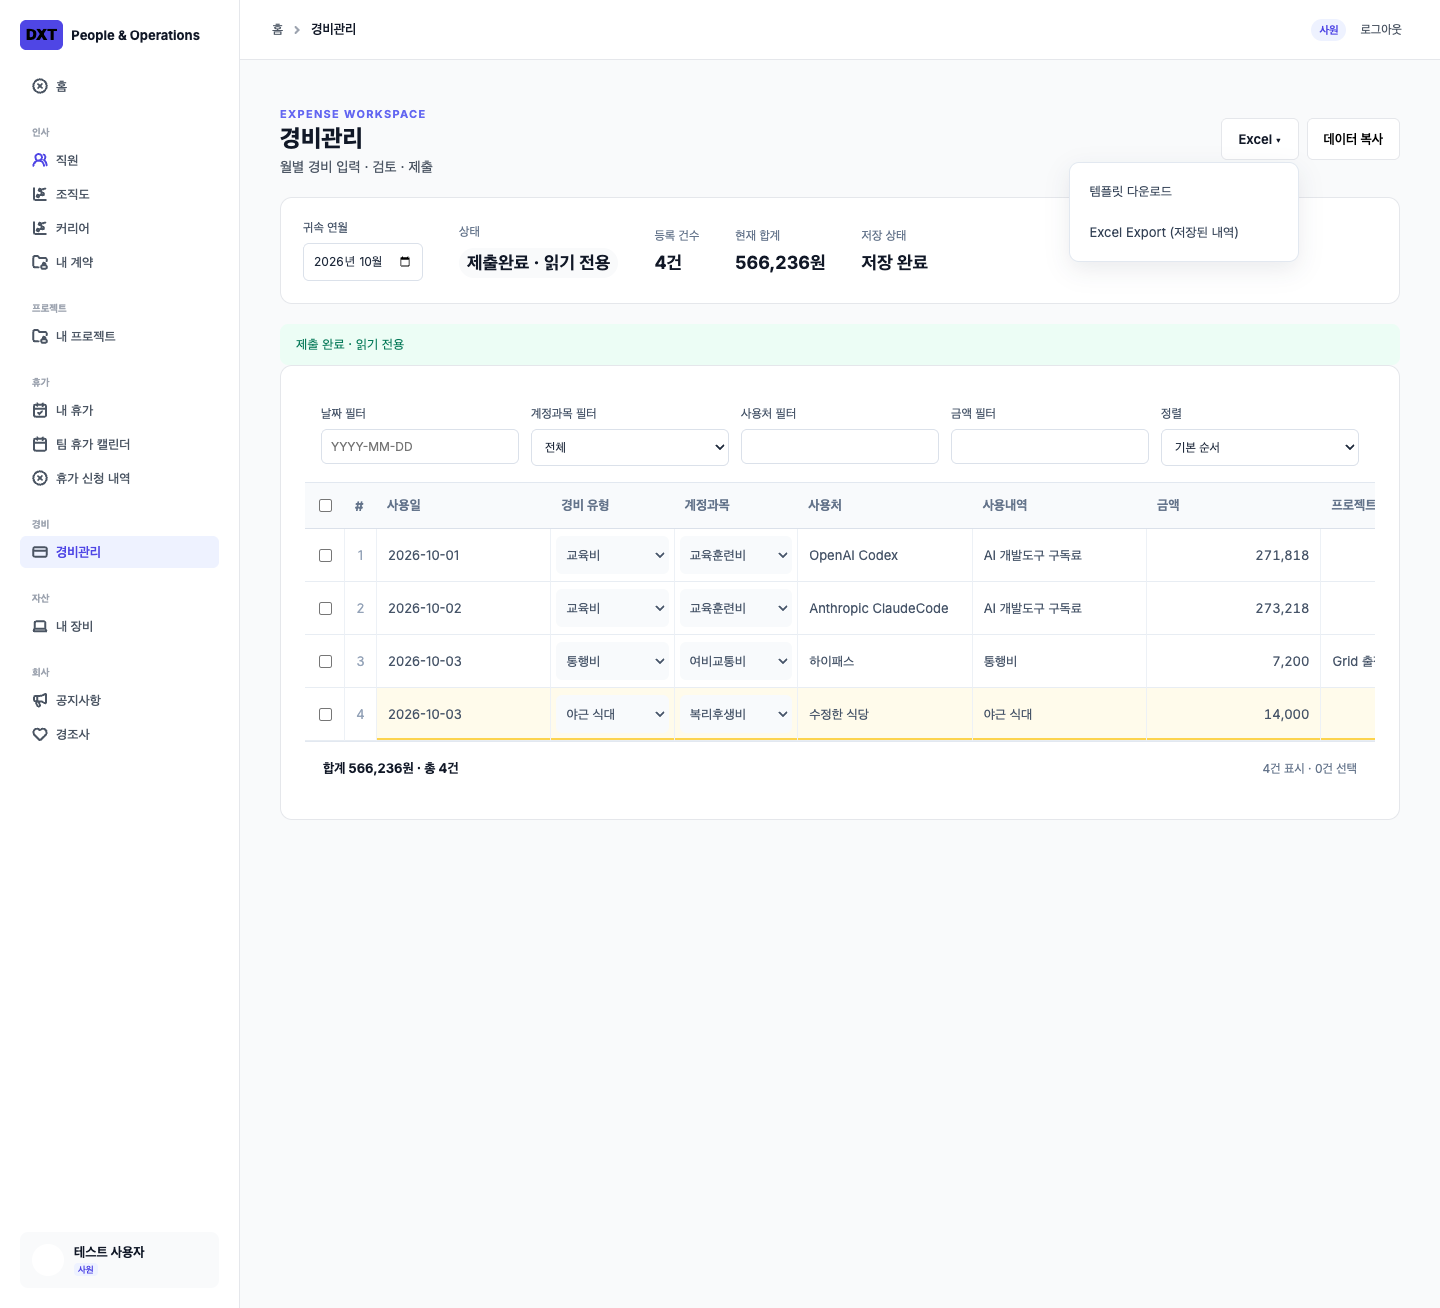 DXT People & Operations
홈
인사
직원
조직도
커리어
내 계약
프로젝트
내 프로젝트
휴가
내 휴가
팀 휴가 캘린더
휴가 신청 내역
경비
경비관리
자산
내 장비
회사
공지사항
경조사
테스트 사용자
사원
홈 > 경비관리
사원 로그아웃
EXPENSE WORKSPACE
경비관리
월별 경비 입력 · 검토 · 제출
Excel ▾ 데이터 복사
템플릿 다운로드
Excel Export (저장된 내역)
귀속 연월 상태 등록 건수 현재 합계 저장 상태
2026년 10월 제출완료 · 읽기 전용 4건 566,236원 저장 완료
제출 완료 · 읽기 전용
날짜 필터 계정과목 필터 사용처 필터 금액 필터 정렬
YYYY-MM-DD 전체 기본 순서
# 사용일 경비 유형 계정과목 사용처 사용내역 금액 프로젝트
1 2026-10-01 교육비 교육훈련비 OpenAI Codex AI 개발도구 구독료 271,818
2 2026-10-02 교육비 교육훈련비 Anthropic ClaudeCode AI 개발도구 구독료 273,218
3 2026-10-03 통행비 여비교통비 하이패스 통행비 7,200 Grid 출
4 2026-10-03 야근 식대 복리후생비 수정한 식당 야근 식대 14,000
합계 566,236원 · 총 4건 4건 표시 · 0건 선택